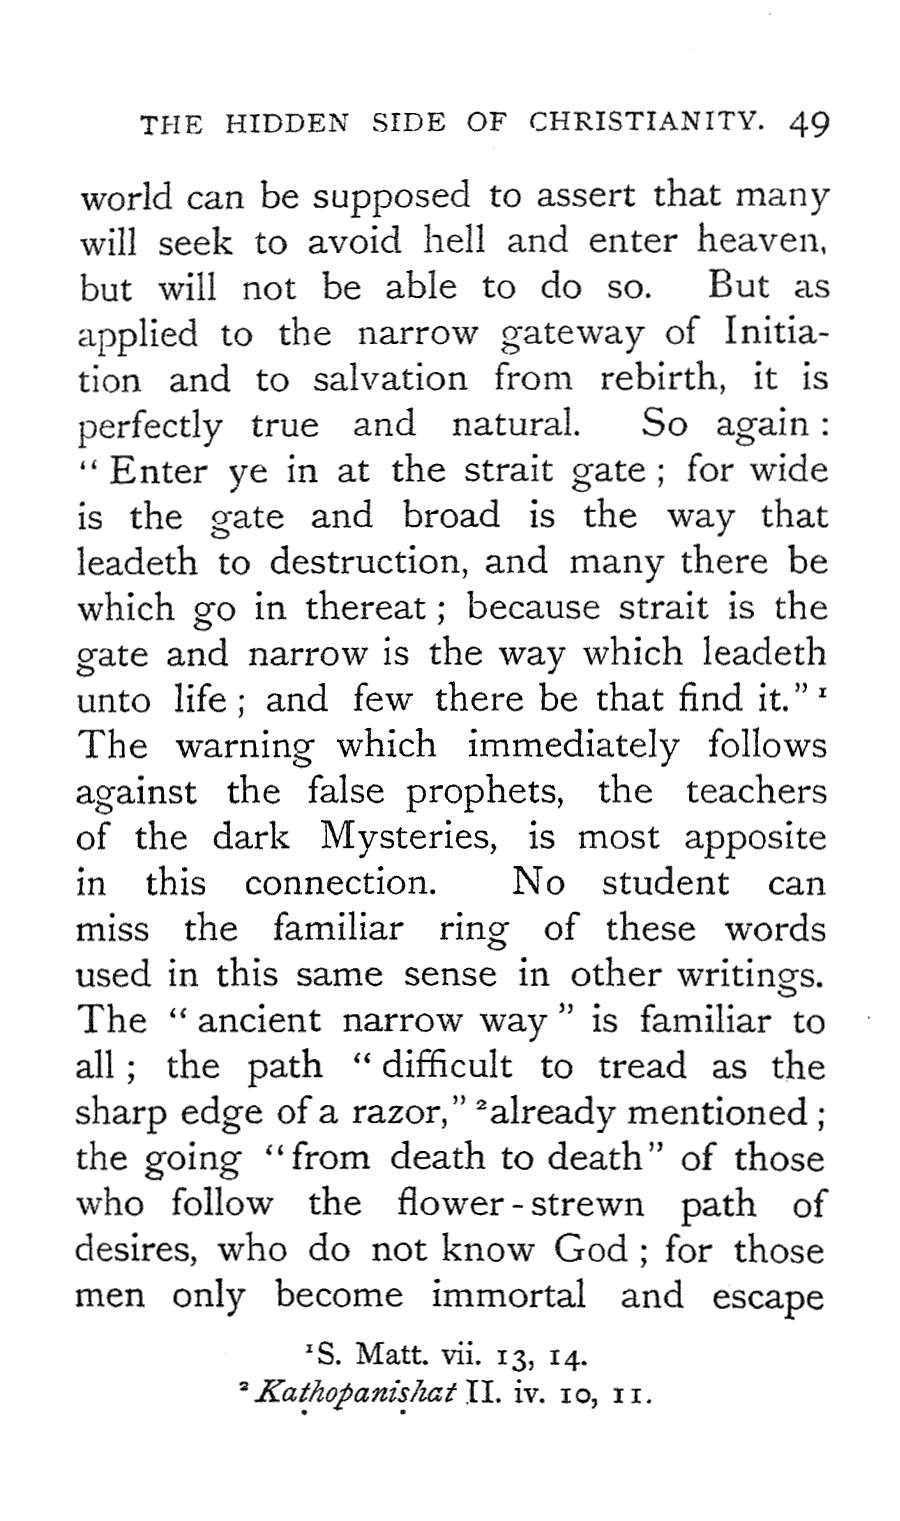 THE HIDDEN SIDE OF CHRISTIANITY. 49
world can be supposed to assert that many
will seek to avoid hell and enter heaven,
but will not be able to do so. But as
applied to the narrow gateway of Initia-
tion and to salvation from rebirth, it is
perfectly true and natural. So again :
“ Enter ye in at the strait gate ; for wide
is the gate and broad is the way that
leadeth to destruction, and many there be
which go in thereat ; because strait is the
gate and narrow is the way which leadeth
unto life ; and few there be that find it.” ¹
The warning which immediately follows
against the false prophets, the teachers
of the dark Mysteries, is most apposite
in this connection. No student can
miss the familiar ring of these words
used in this same sense in other writings.
The “ ancient narrow way ” is familiar to
all ; the path “ difficult to tread as the
sharp edge of a razor,” ²already mentioned ;
the going “from death to death” of those
who follow the flower-strewn path of
desires, who do not know God ; for those
men only become immortal and escape
¹S. Matt. vii. 13, 14.
² Kaṭhopaniṣhat II. iv. 10, 11.